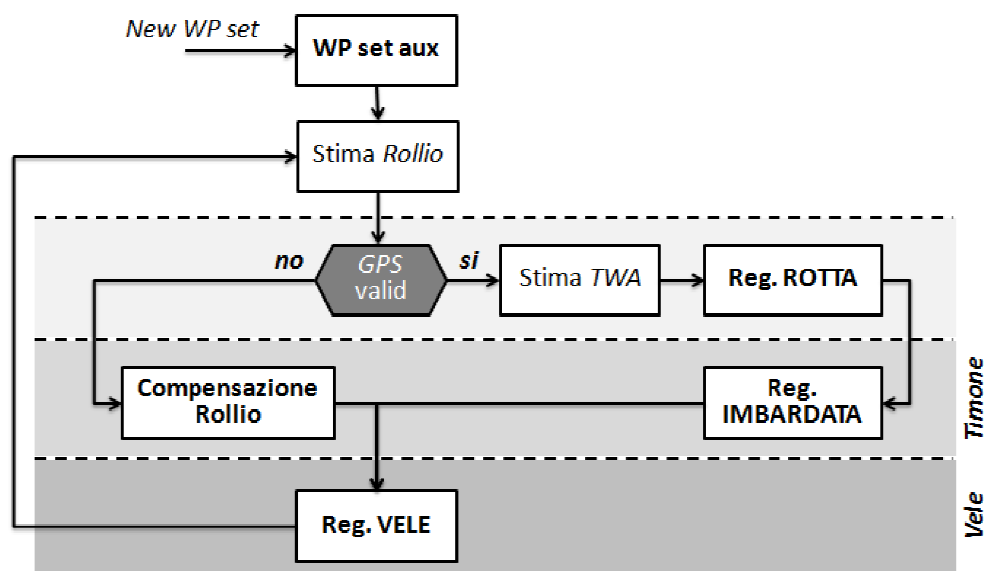 New WP set
WP set aux
Stima Rollio
no
GPS
valid
si
Stima TWA
Reg. ROTTA
Compensazione
Rollio
Reg.
IMBARDATA
Timone
Reg. VELE
Vele